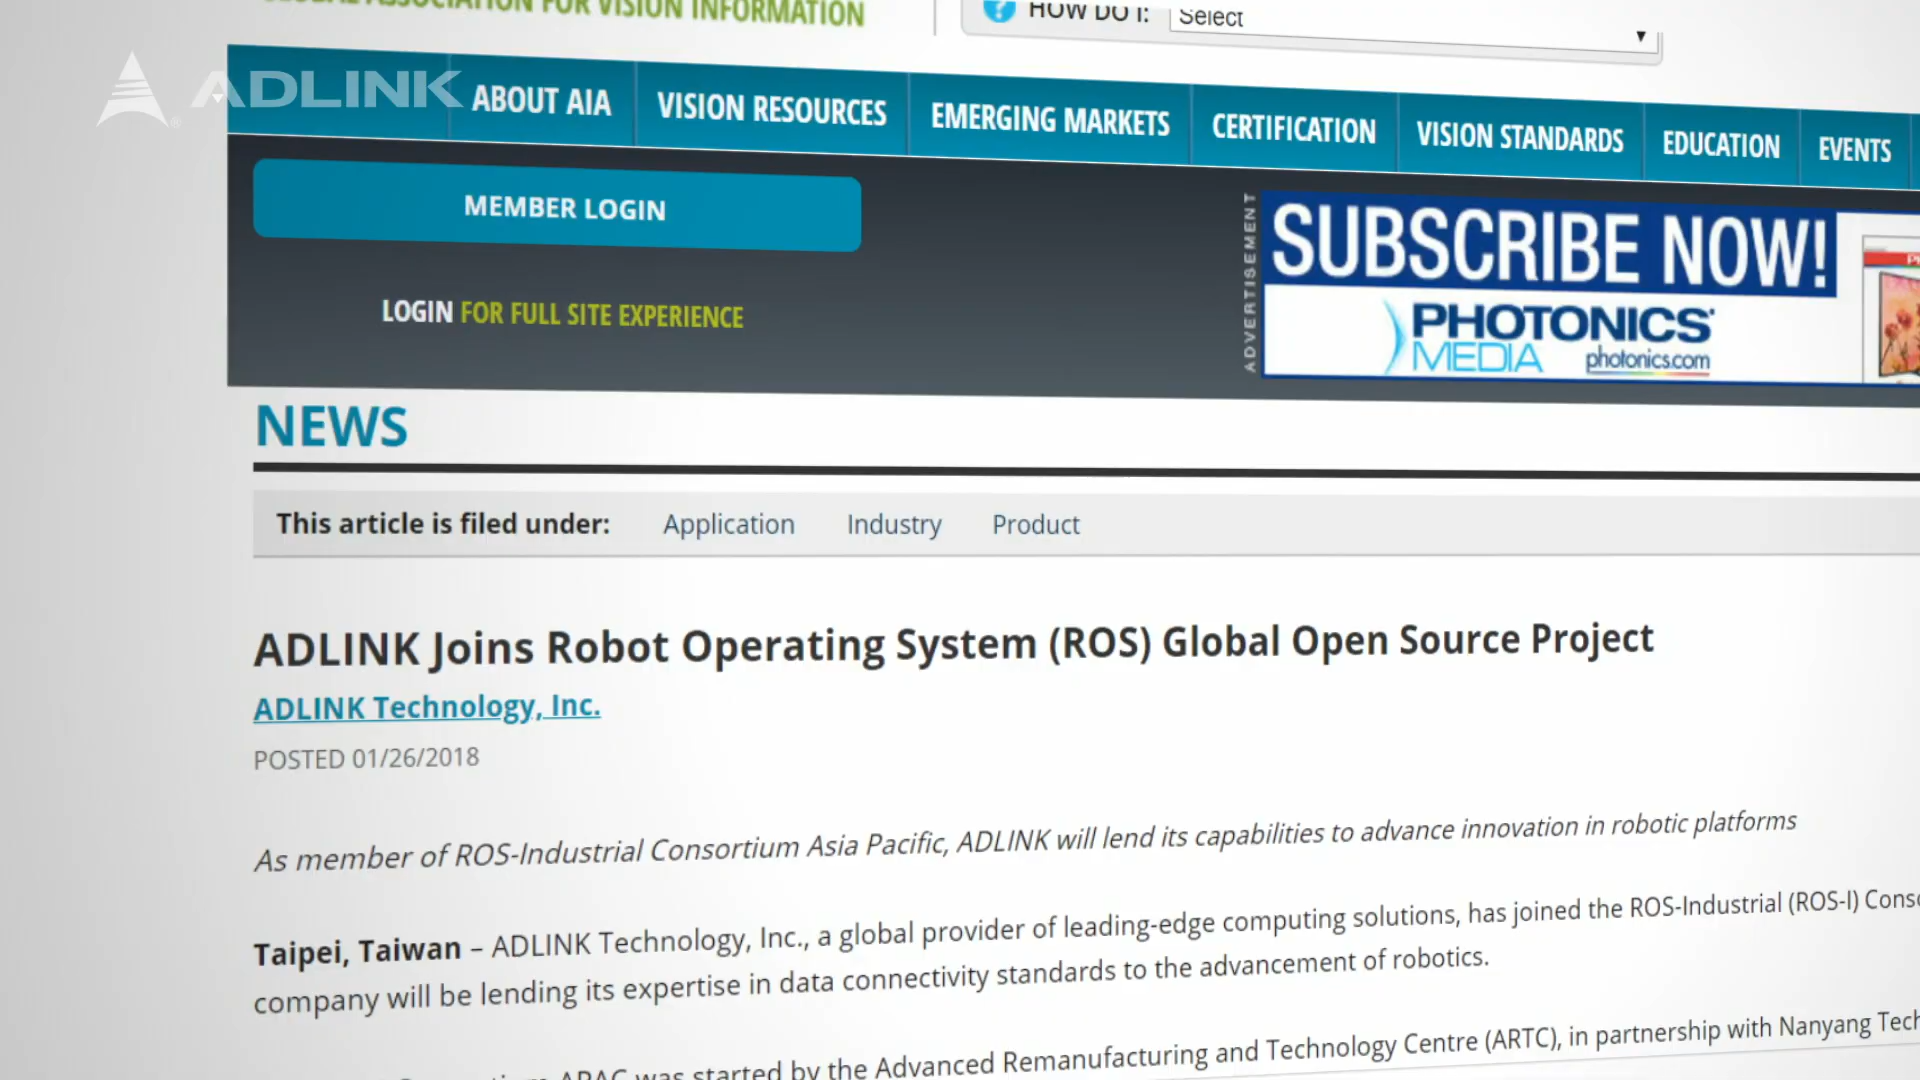 GLOBAL ASSOCIATION FOR VISION INFORMATION
HOW DO I:
Select
ADLINK
ABOUT AIA
VISION RESOURCES
EMERGING MARKETS
CERTIFICATION
VISION STANDARDS
EDUCATION
EVENTS
MEMBER LOGIN
LOGIN FOR FULL SITE EXPERIENCE
ADVERTISEMENT
SUBSCRIBE NOW!
PHOTONICS
MEDIA
photonics.com
NEWS
This article is filed under: Application Industry Product
ADLINK Joins Robot Operating System (ROS) Global Open Source Project
ADLINK Technology, Inc.
POSTED 01/26/2018
As member of ROS-Industrial Consortium Asia Pacific, ADLINK will lend its capabilities to advance innovation in robotic platforms
Taipei, Taiwan – ADLINK Technology, Inc., a global provider of leading-edge computing solutions, has joined the ROS-Industrial (ROS-I)
company will be lending its expertise in data connectivity standards to the advancement of robotics.
APAC was started by the Advanced Remanufacturing and Technology Centre (ARTC), in partnership with Nanyang